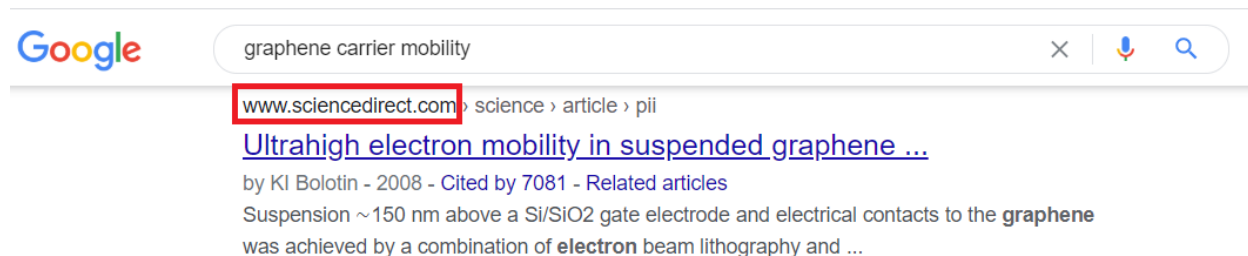 Google
graphene carrier mobility
www.sciencedirect.com › science › article › pii
Ultrahigh electron mobility in suspended graphene ...
by KI Bolotin - 2008 - Cited by 7081 - Related articles
Suspension ~150 nm above a Si/SiO2 gate electrode and electrical contacts to the graphene
was achieved by a combination of electron beam lithography and ...